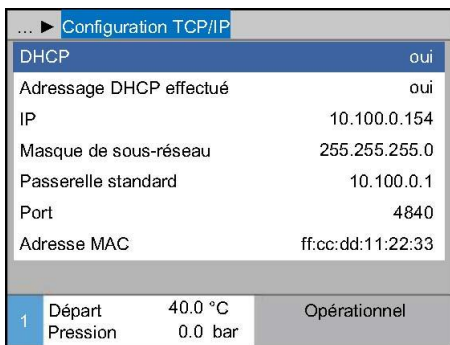 ... ► Configuration TCP/IP
DHCP oui
Adressage DHCP effectué oui
IP 10.100.0.154
Masque de sous-réseau 255.255.255.0
Passerelle standard 10.100.0.1
Port 4840
Adresse MAC ff:cc:dd:11:22:33
1 Départ 40.0 °C Opérationnel
Pression 0.0 bar